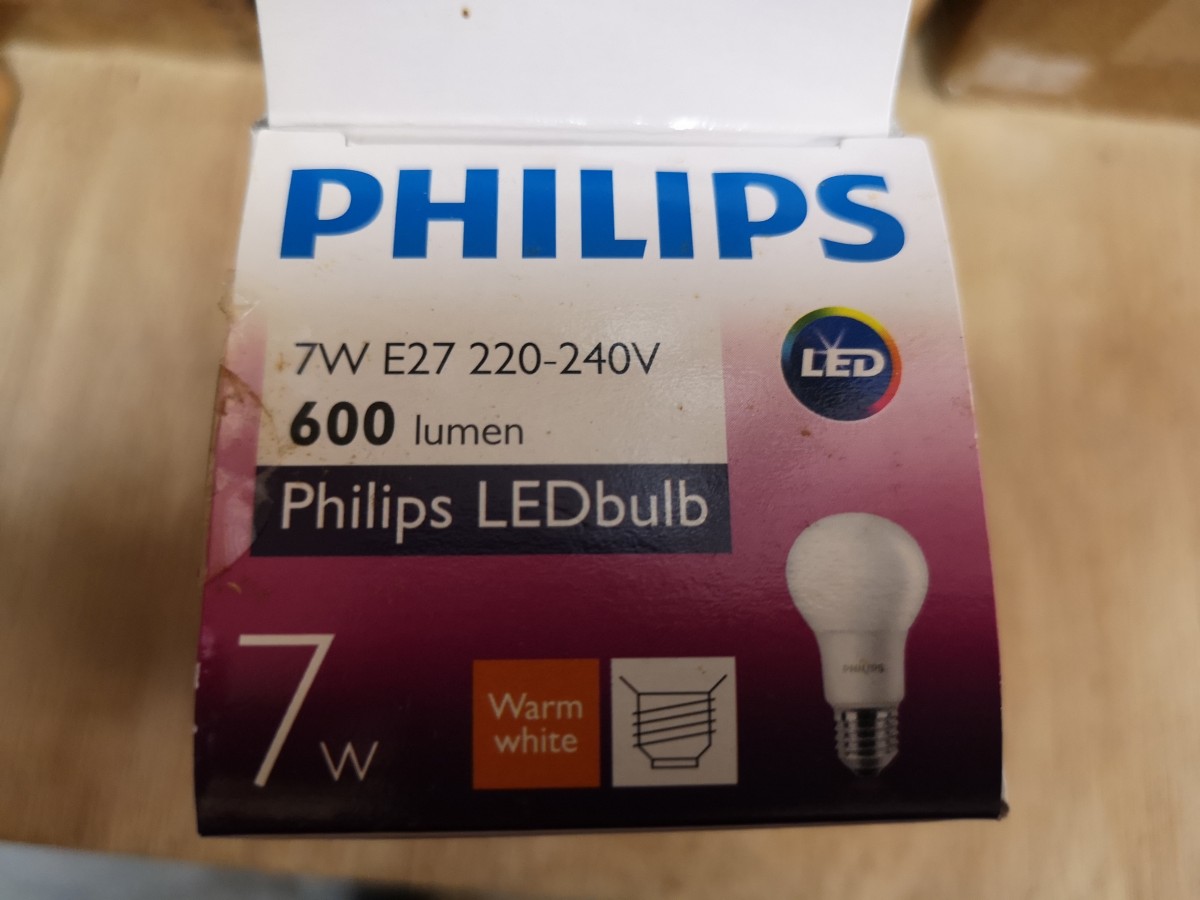 PHILIPS
7W E27 220-240V
LED
600 lumen
Philips LEDbulb
PHILIPS
7W
Warm
white